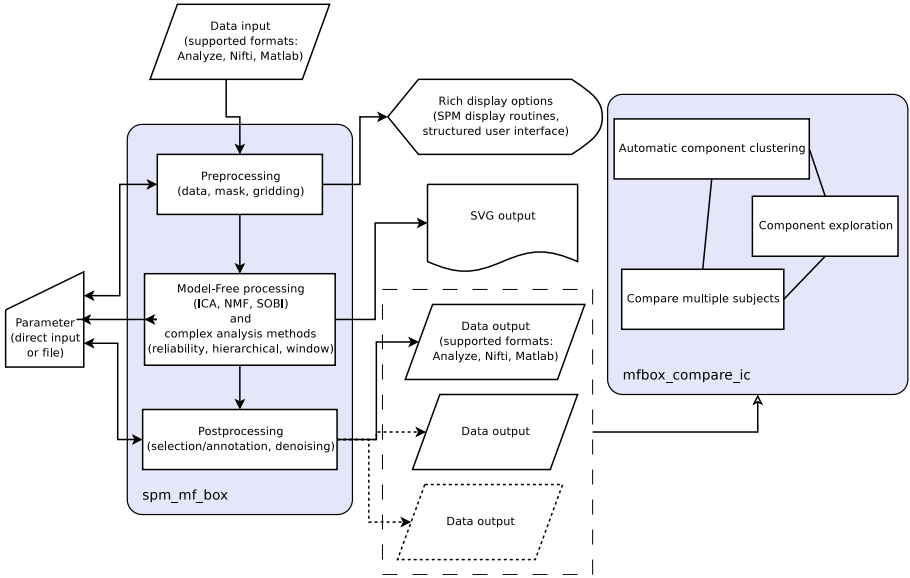 Data input
(supported formats:
Analyze, Nifti, Matlab)
Rich display options
(SPM display routines,
structured user interface)
Preprocessing
(data, mask, gridding)
SVG output
Model-Free processing
(ICA, NMF, SOBI)
and
complex analysis methods
(reliability, hierarchical, window)
Parameter
(direct input
or file)
Data output
(supported formats:
Analyze, Nifti, Matlab)
Postprocessing
(selection/annotation, denoising)
Data output
Data output
spm_mf_box
Automatic component clustering
Component exploration
Compare multiple subjects
mfbox_compare_ic